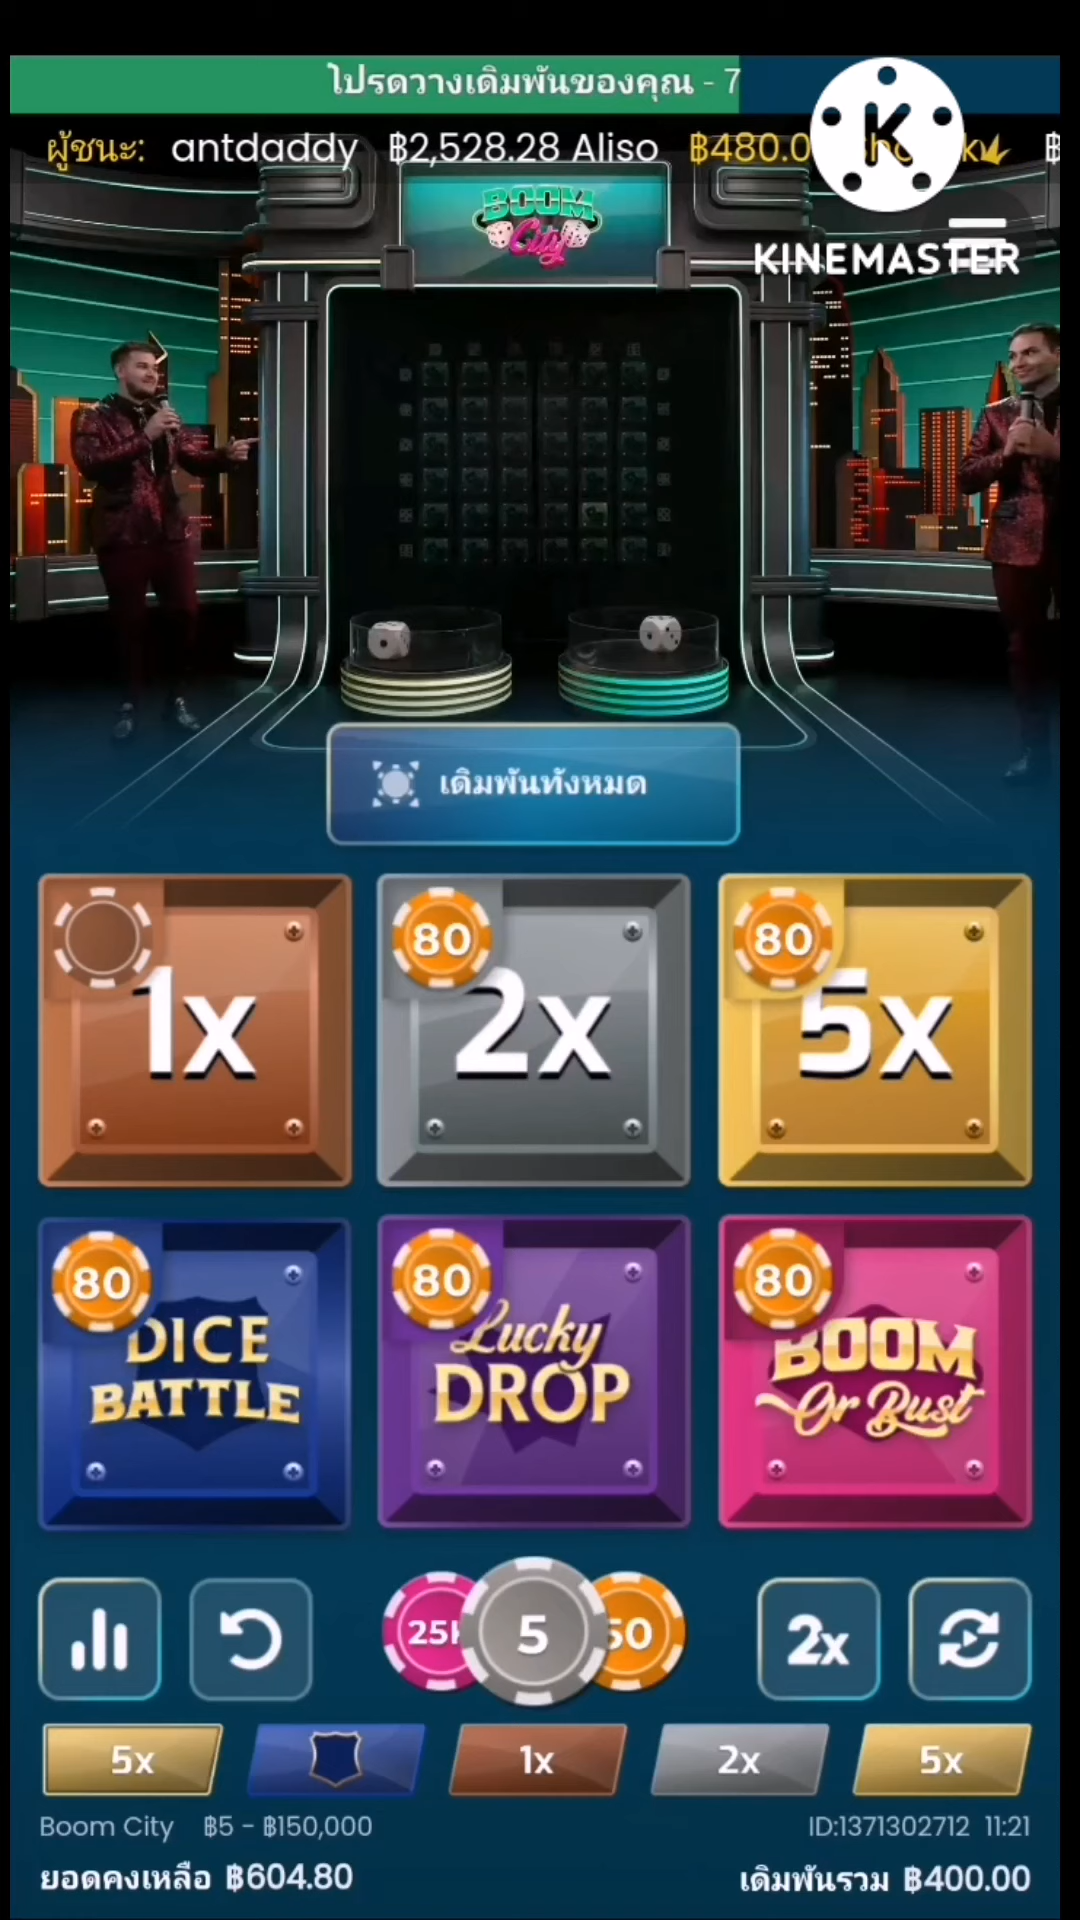 โปรดวางเดิมพันของคุณ - 7
ผู้ชนะ: antdaddy ฿2,528.28 Aliso ฿480.0
K
KINEMASTER
BOOM
City
เดิมพันทั้งหมด
1x
80 2x
80 5x
80 DICE
BATTLE
80 Lucky
DROP
80 BOOM
Or Bust
25K 5 50 2x
5x 1x 2x 5x
Boom City ฿5 - ฿150,000 ID:1371302712 11:21
ยอดคงเหลือ ฿604.80 เดิมพันรวม ฿400.00